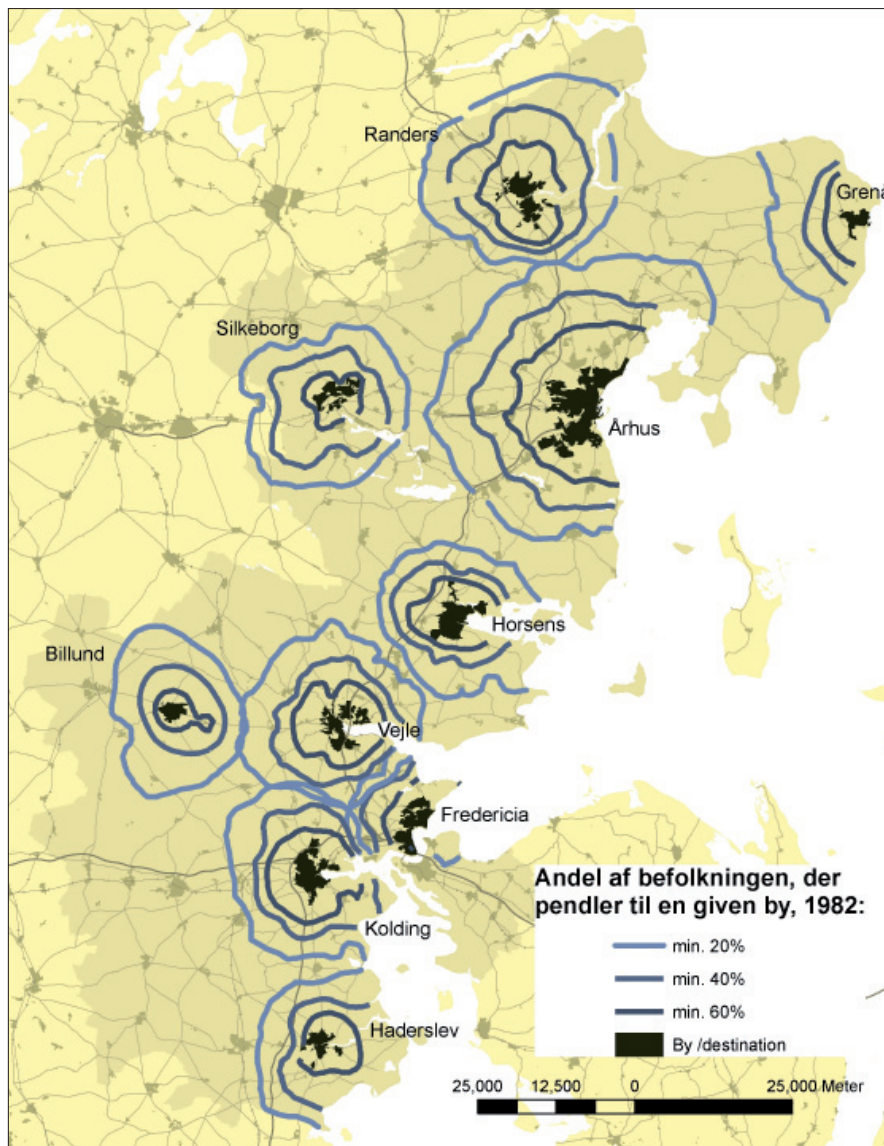 Randers
Grena
Silkeborg
Århus
Horsens
Billund
Vejle
Fredericia
Kolding
Haderslev
Andel af befolkningen, der
pendler til en given by, 1982:
min. 20%
min. 40%
min. 60%
By /destination
25,000 12,500 0 25,000 Meter